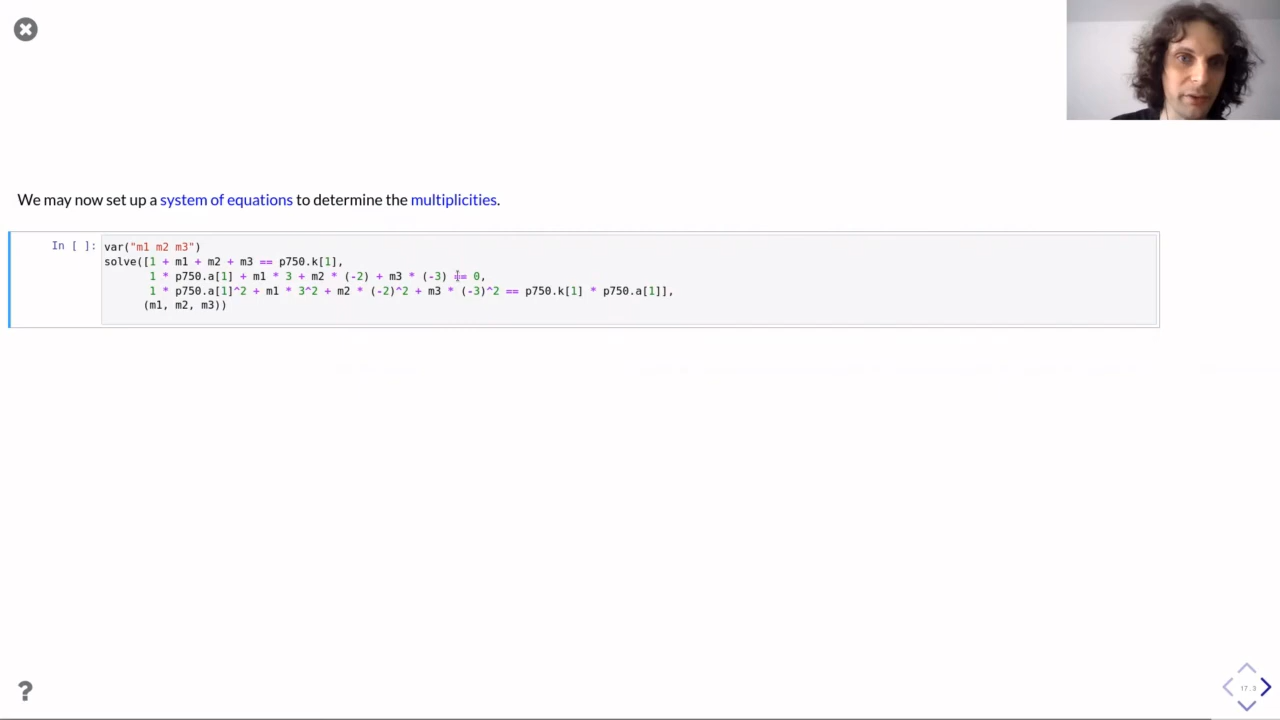 We may now set up a system of equations to determine the multiplicities.
In [ ]: var("m1 m2 m3")
solve([1 + m1 + m2 + m3 == p750.k[1],
1 * p750.a[1] + m1 * 3 + m2 * (-2) + m3 * (-3) == 0,
1 * p750.a[1]^2 + m1 * 3^2 + m2 * (-2)^2 + m3 * (-3)^2 == p750.k[1] * p750.a[1]],
(m1, m2, m3))
?
17.3